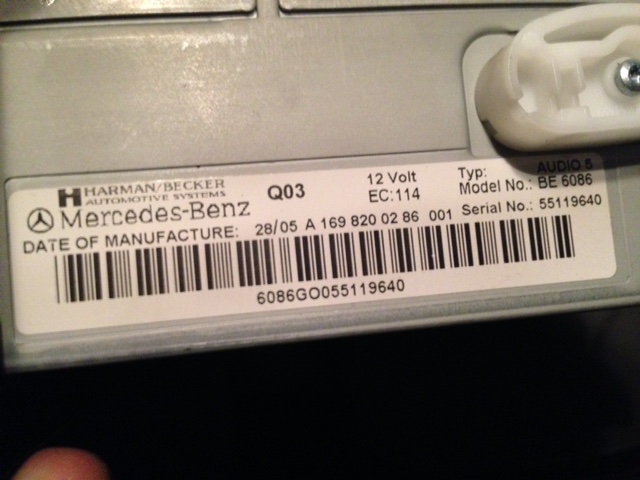 HARMAN/BECKER
AUTOMOTIVE SYSTEMS
Mercedes-Benz
Q03
12 Volt
EC:114
Typ: AUDIO 5
Model No.: BE 6086
DATE OF MANUFACTURE: 28/05 A 169 820 02 86 001 Serial No.: 55119640
6086GO055119640